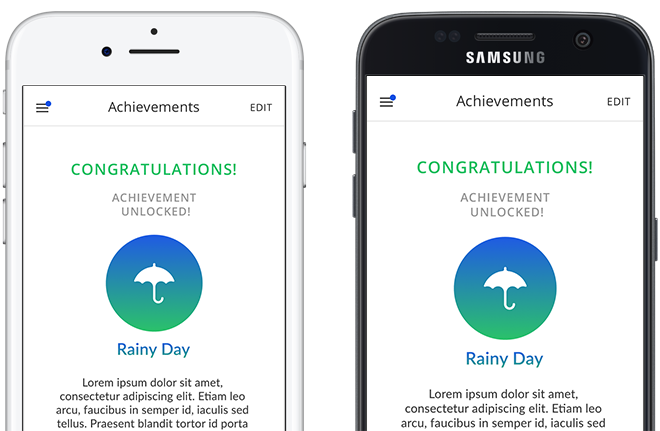 Achievements
EDIT
CONGRATULATIONS!
ACHIEVEMENT
UNLOCKED!
Rainy Day
Lorem ipsum dolor sit amet,
consectetur adipiscing elit. Etiam leo
arcu, faucibus in semper id, iaculis sed
tellus. Praesent blandit tortor id porta
SAMSUNG
Achievements
EDIT
CONGRATULATIONS!
ACHIEVEMENT
UNLOCKED!
Rainy Day
Lorem ipsum dolor sit amet,
consectetur adipiscing elit. Etiam leo
arcu, faucibus in semper id, iaculis sed